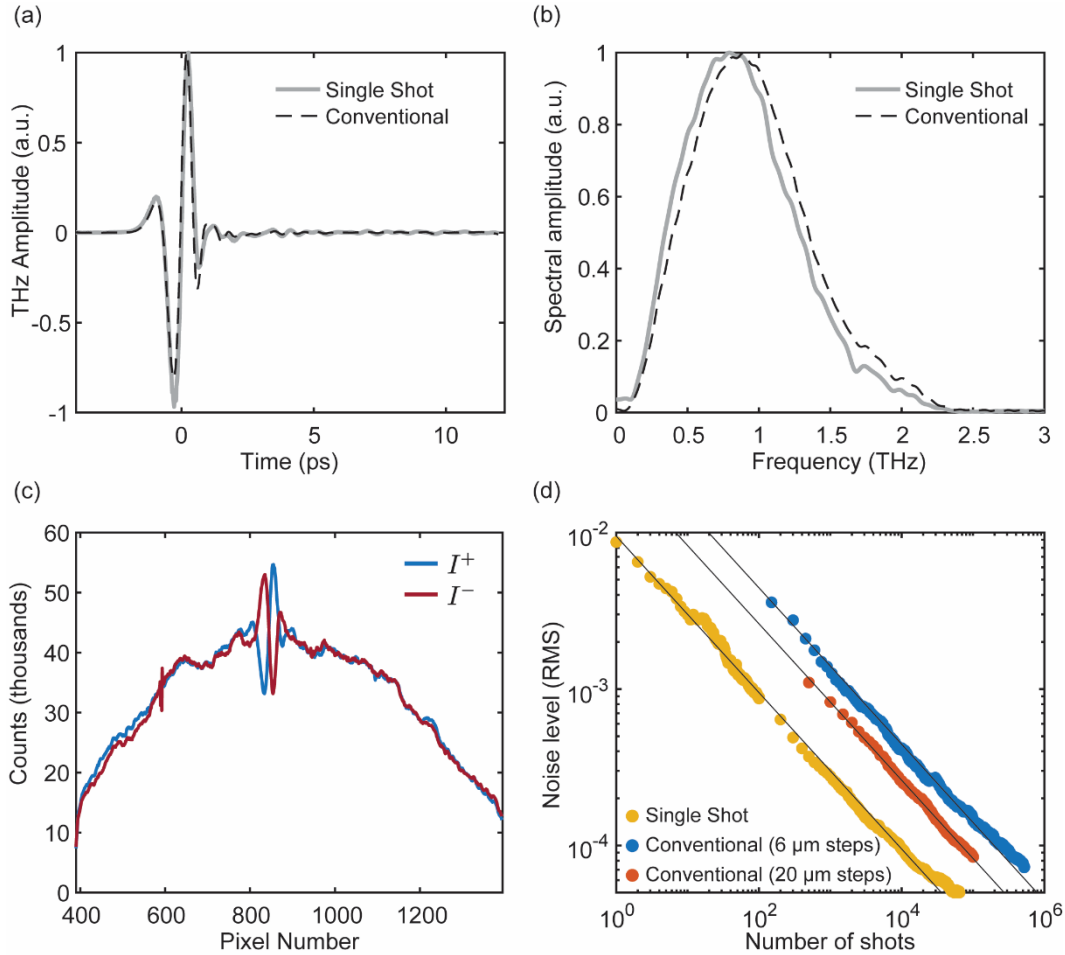 (a)
1
0.5
0
-0.5
-1
THz Amplitude (a.u.)
Single Shot
Conventional
0
5
10
Time (ps)
(b)
1
0.8
0.6
0.4
0.2
0
Spectral amplitude (a.u.)
Single Shot
Conventional
0
0.5
1
1.5
2
2.5
3
Frequency (THz)
(c)
60
50
40
30
20
10
0
Counts (thousands)
I⁺
I⁻
400
600
800
1000
1200
Pixel Number
(d)
10⁻²
10⁻³
10⁻⁴
Noise level (RMS)
Single Shot
Conventional (6 µm steps)
Conventional (20 µm steps)
10⁰
10²
10⁴
10⁶
Number of shots